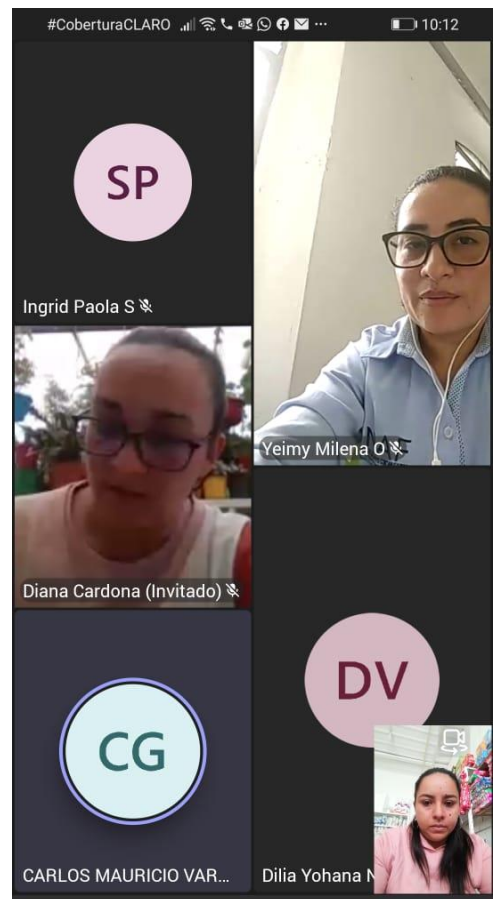 #CoberturaCLARO ··· 10:12
SP
Ingrid Paola S
Yeimy Milena O
Diana Cardona (Invitado)
CG
CARLOS MAURICIO VAR...
DV
Dilia Yohana N